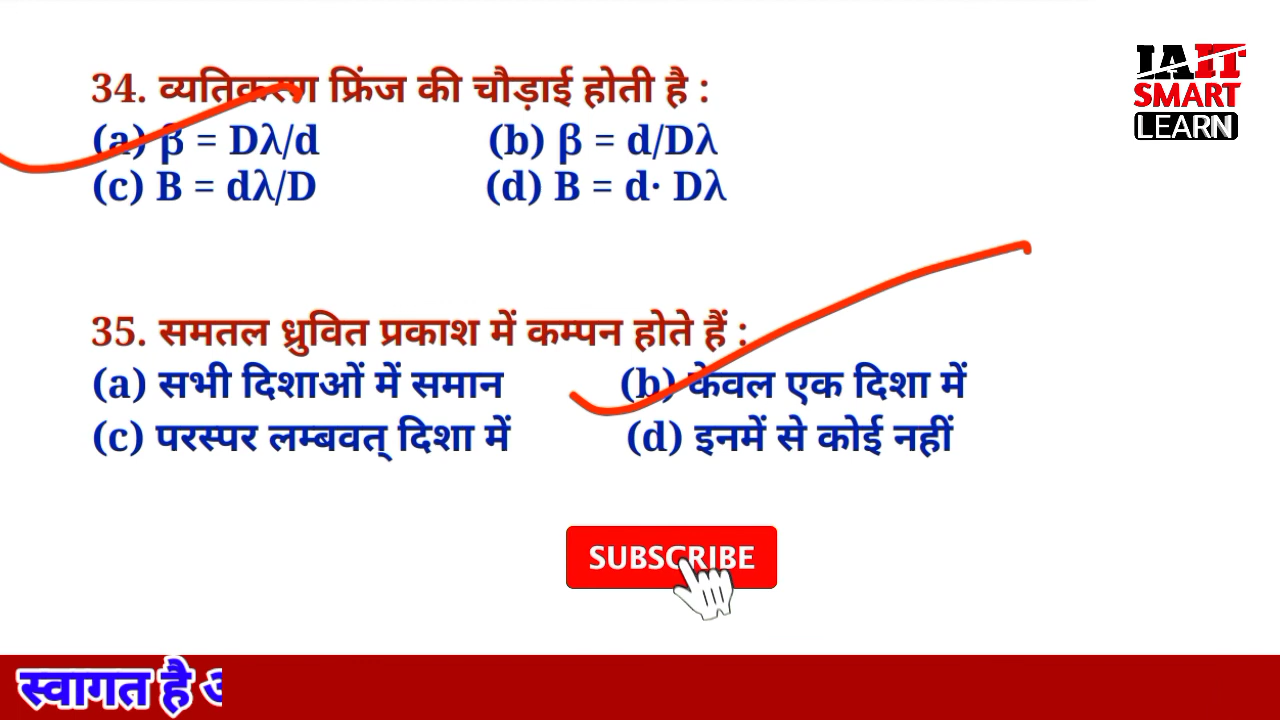 34. व्यतिकरण फ्रिंज की चौड़ाई होती है :
(a) β = Dλ/d (b) β = d/Dλ
(c) B = dλ/D (d) B = d· Dλ
35. समतल ध्रुवित प्रकाश में कम्पन होते हैं :
(a) सभी दिशाओं में समान (b) केवल एक दिशा में
(c) परस्पर लम्बवत् दिशा में (d) इनमें से कोई नहीं
IAIT
SMART
LEARN
SUBSCRIBE
स्वागत है